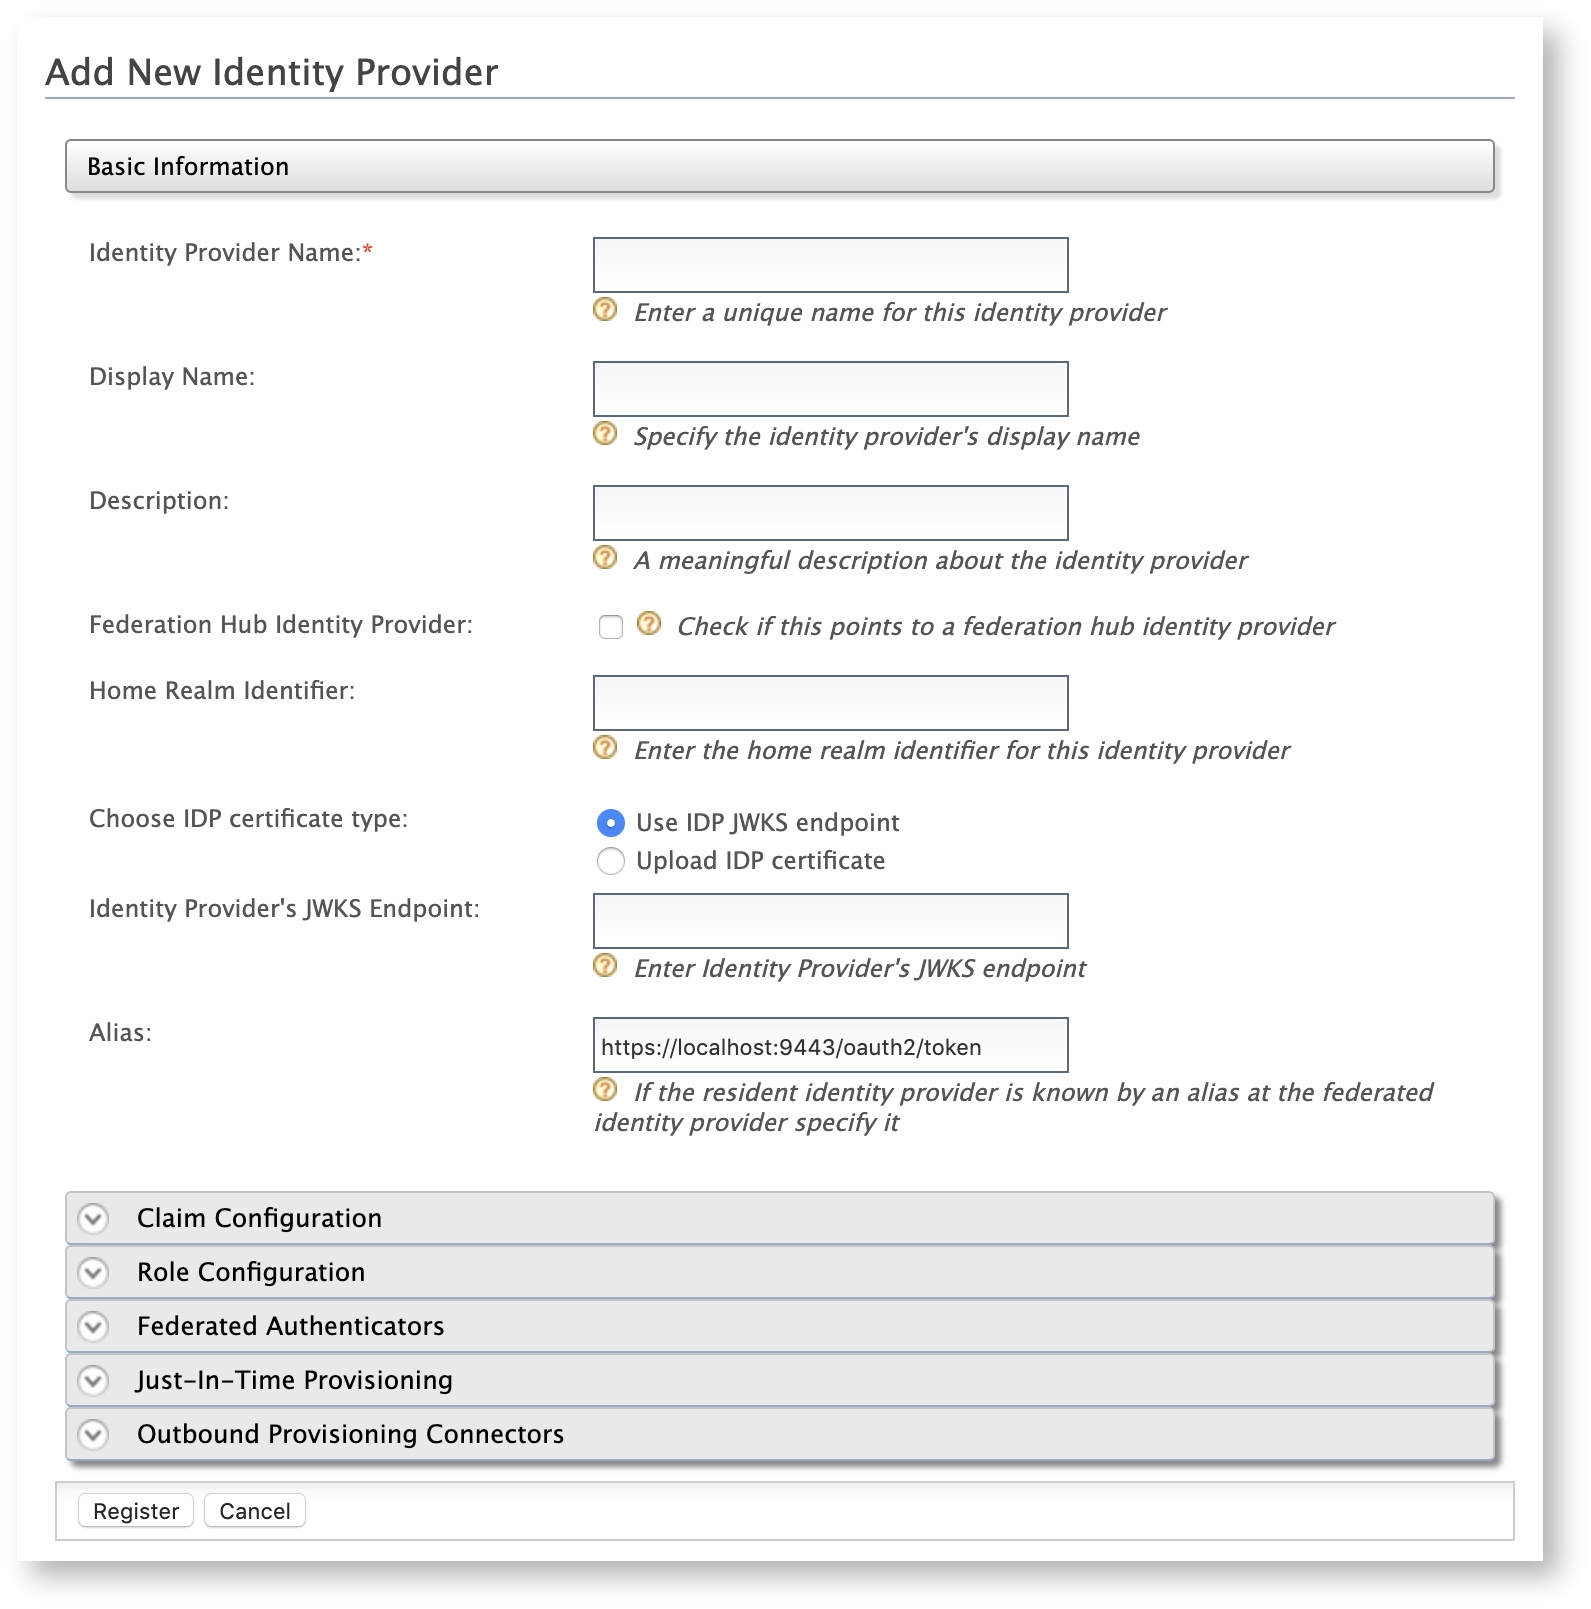 Add New Identity Provider
Basic Information
Identity Provider Name:*
Enter a unique name for this identity provider
Display Name:
Specify the identity provider's display name
Description:
A meaningful description about the identity provider
Federation Hub Identity Provider:
Check if this points to a federation hub identity provider
Home Realm Identifier:
Enter the home realm identifier for this identity provider
Choose IDP certificate type:
Use IDP JWKS endpoint
Upload IDP certificate
Identity Provider's JWKS Endpoint:
Enter Identity Provider's JWKS endpoint
Alias:
https://localhost:9443/oauth2/token
If the resident identity provider is known by an alias at the federated
identity provider specify it
Claim Configuration
Role Configuration
Federated Authenticators
Just-In-Time Provisioning
Outbound Provisioning Connectors
Register Cancel